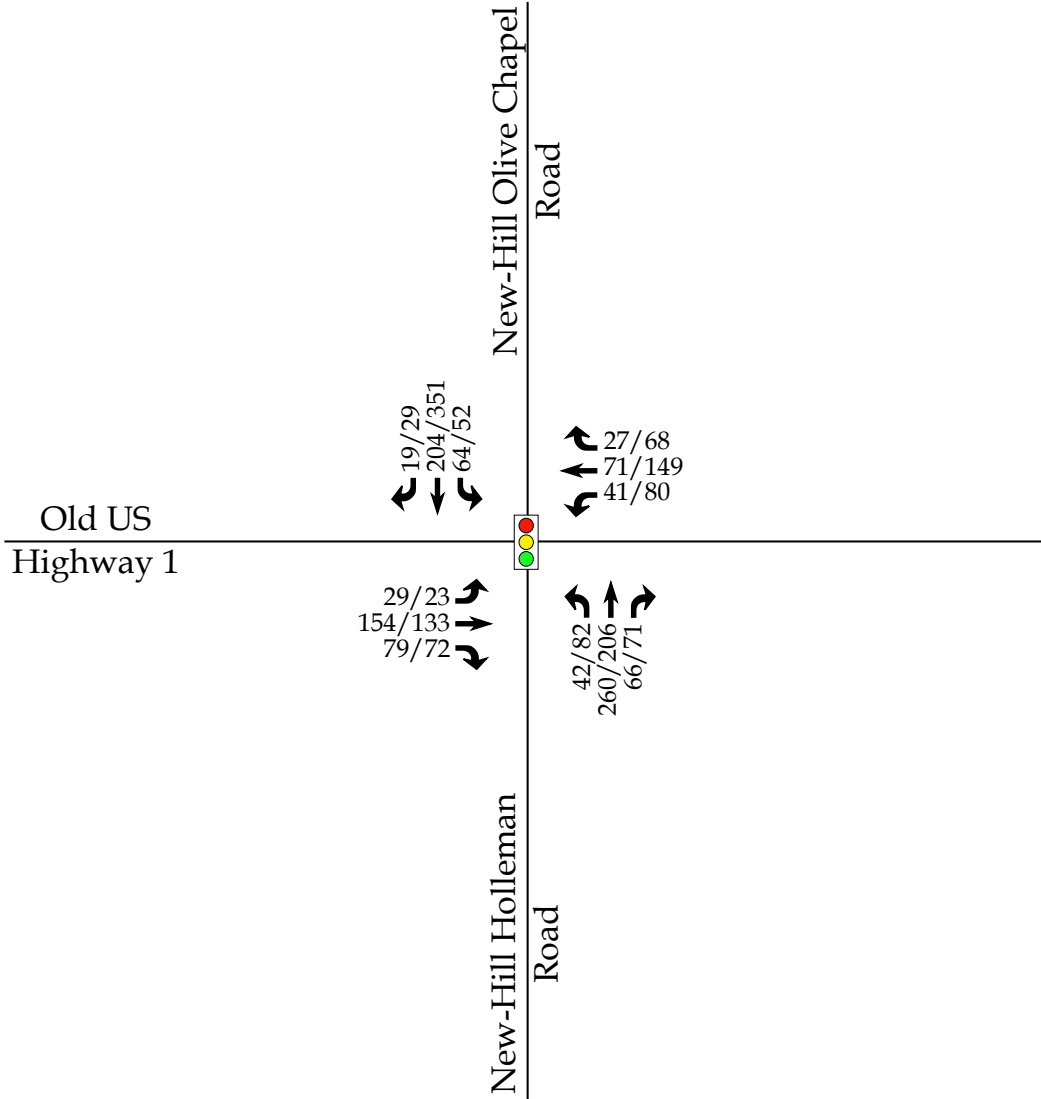 New-Hill Olive Chapel
Road
19/29
204/351
64/52
27/68
71/149
41/80
Old US
Highway 1
29/23
154/133
79/72
42/82
260/206
66/71
New-Hill Holleman
Road